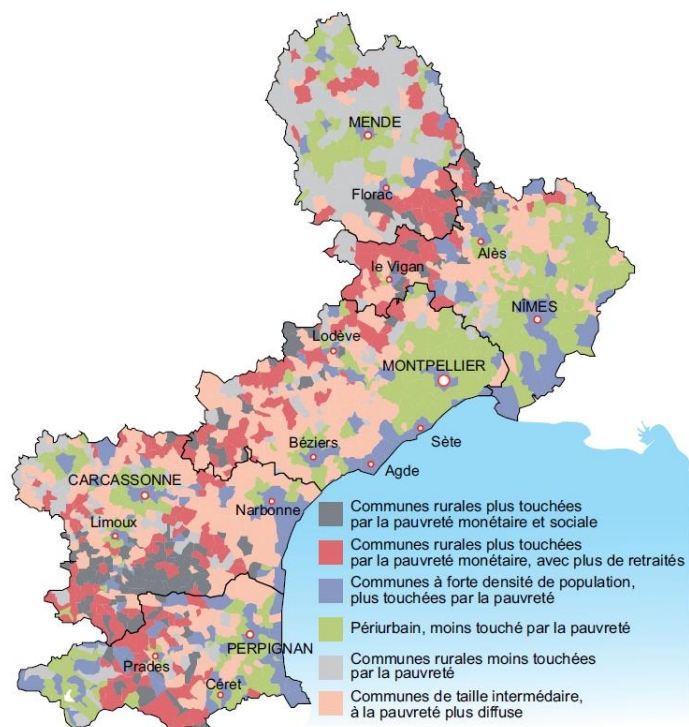 MENDE
Florac
Alès
le Vigan
NÎMES
Lodève
MONTPELLIER
Sète
Béziers
Agde
CARCASSONNE
Narbonne
Limoux
PERPIGNAN
Prades
Céret
Communes rurales plus touchées
par la pauvreté monétaire et sociale
Communes rurales plus touchées
par la pauvreté monétaire, avec plus de retraités
Communes à forte densité de population,
plus touchées par la pauvreté
Périurbain, moins touché par la pauvreté
Communes rurales moins touchées
par la pauvreté
Communes de taille intermédaire,
à la pauvreté plus diffuse